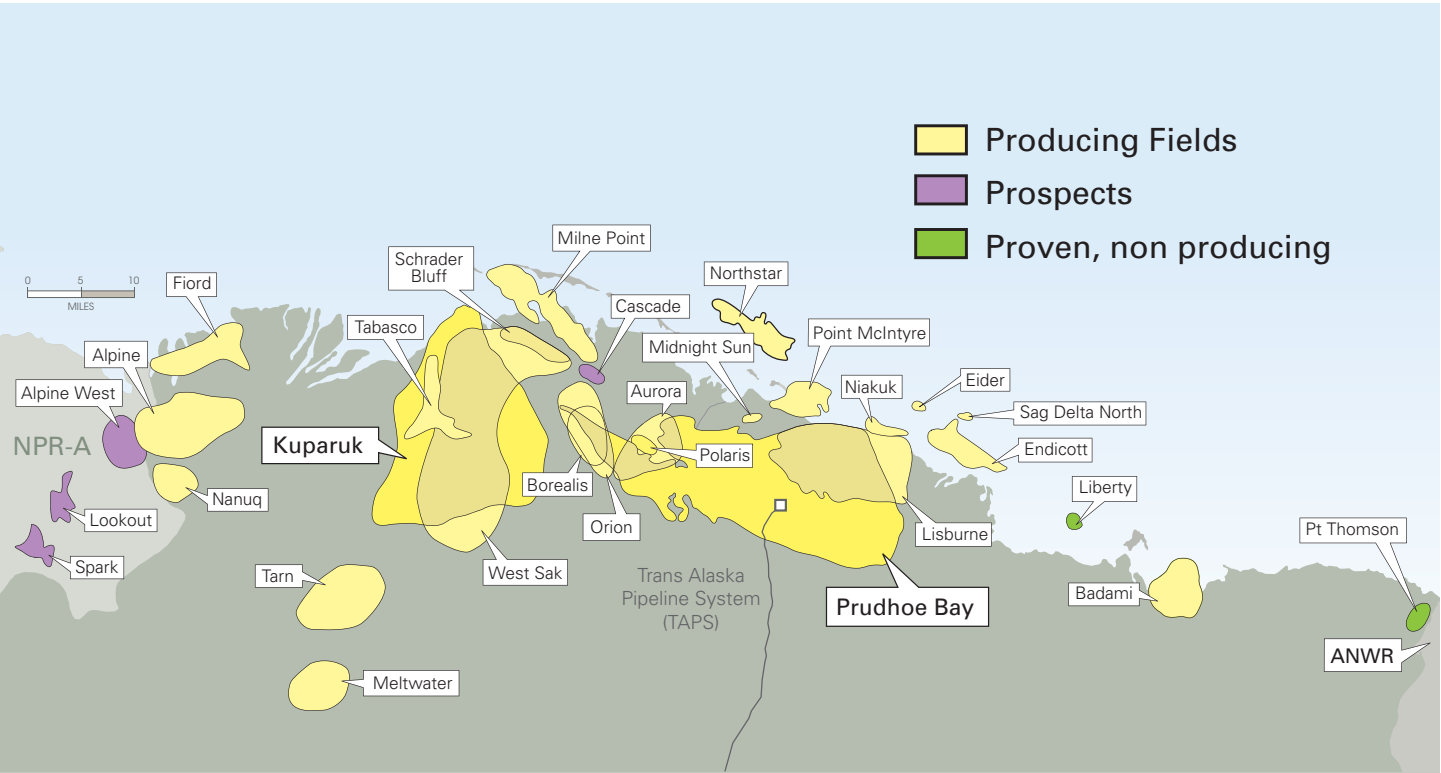 Producing Fields
Prospects
Proven, non producing
Milne Point
Schrader
Bluff
Northstar
0 5 10
MILES
Fiord
Cascade
Tabasco
Point McIntyre
Midnight Sun
Alpine
Alpine West
Aurora
Niakuk
Eider
Sag Delta North
NPR-A
Kuparuk
Polaris
Endicott
Borealis
Nanuq
Liberty
Lookout
Orion
Lisburne
Pt Thomson
Spark
Tarn
West Sak
Trans Alaska
Pipeline System
(TAPS)
Prudhoe Bay
Badami
ANWR
Meltwater